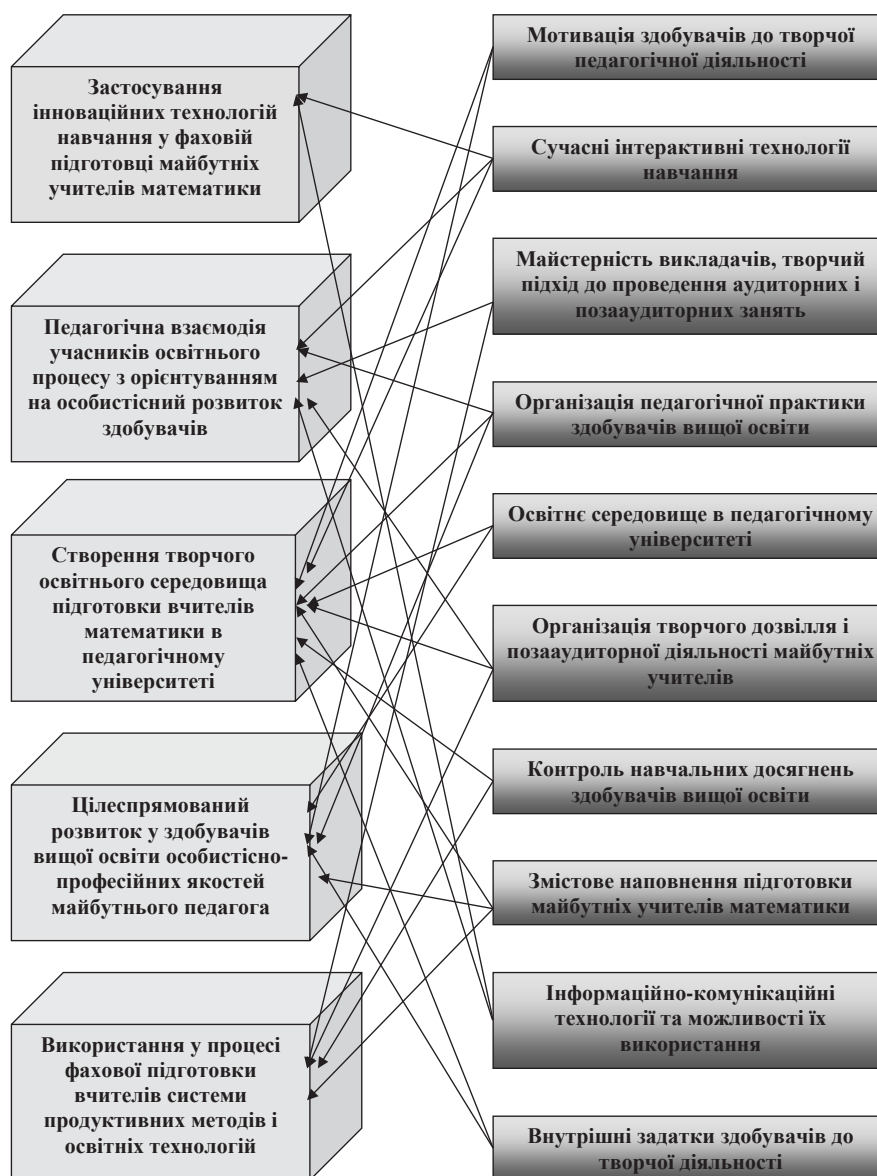 Застосування
інноваційних технологій
навчання у фаховій
підготовці майбутніх
учителів математики
Педагогічна взаємодія
учасників освітнього
процесу з орієнтуванням
на особистісний розвиток
здобувачів
Створення творчого
освітнього середовища
підготовки вчителів
математики в
педагогічному
університеті
Цілеспрямований
розвиток у здобувачів
вищої освіти особистісно-
професійних якостей
майбутнього педагога
Використання у процесі
фахової підготовки
вчителів системи
продуктивних методів і
освітніх технологій
Мотивація здобувачів до творчої
педагогічної діяльності
Сучасні інтерактивні технології
навчання
Майстерність викладачів, творчий
підхід до проведення аудиторних і
позааудиторних занять
Організація педагогічної практики
здобувачів вищої освіти
Освітнє середовище в педагогічному
університеті
Організація творчого дозвілля і
позааудиторної діяльності майбутніх
учителів
Контроль навчальних досягнень
здобувачів вищої освіти
Змістове наповнення підготовки
майбутніх учителів математики
Інформаційно-комунікаційні
технології та можливості їх
використання
Внутрішні задатки здобувачів до
творчої діяльності